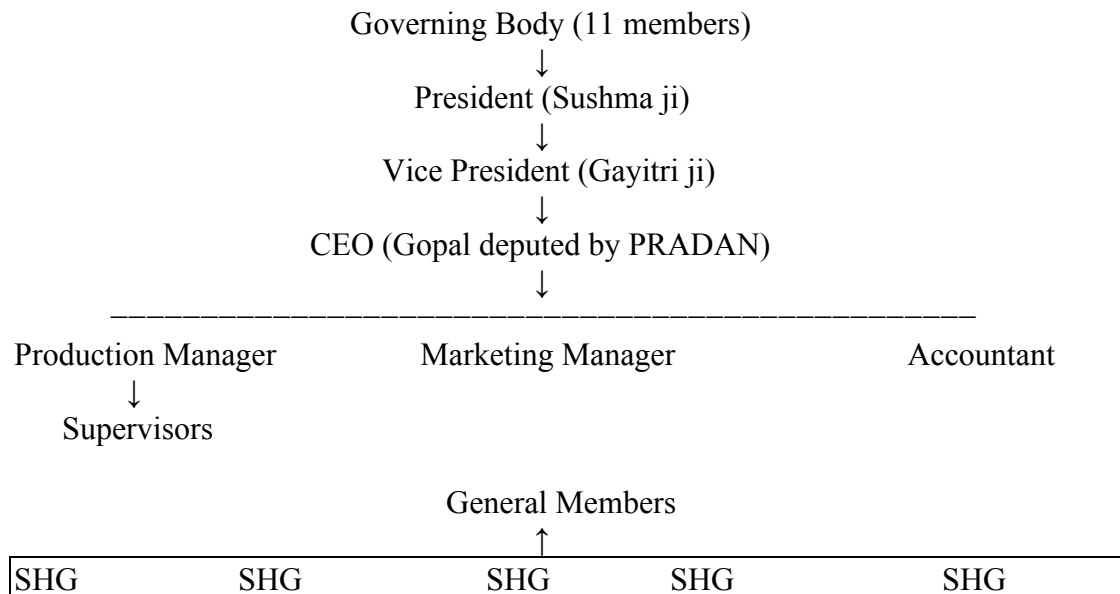 Governing Body (11 members)
↓
President (Sushma ji)
↓
Vice President (Gayitri ji)
↓
CEO (Gopal deputed by PRADAN)
↓
Production Manager Marketing Manager Accountant
↓
Supervisors
General Members
↑
SHG SHG SHG SHG SHG